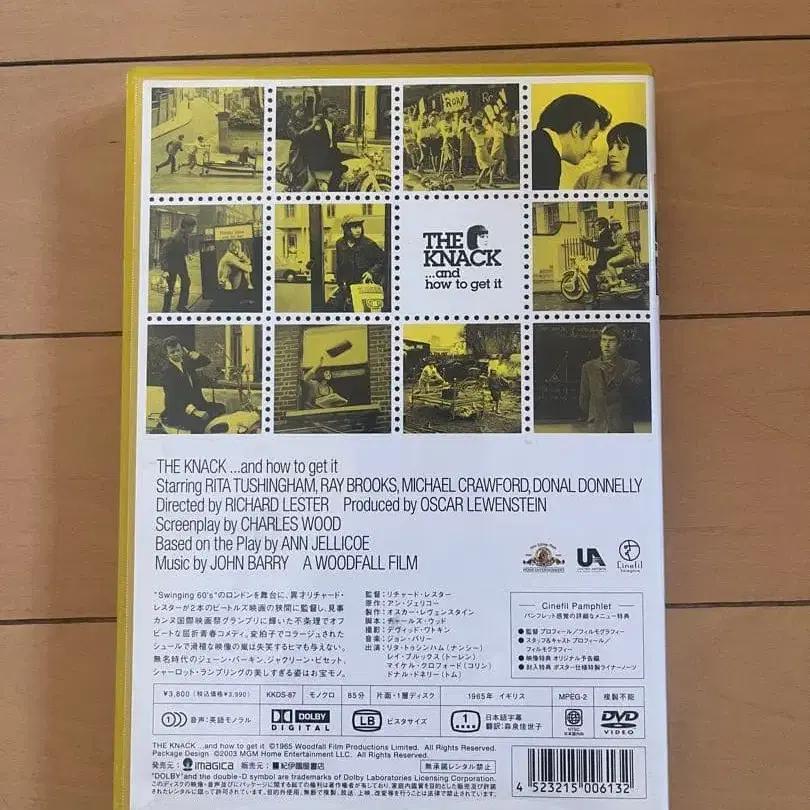 THE
KNACK
...and
how to get it
THE KNACK ...and how to get it
Starring RITA TUSHINGHAM, RAY BROOKS, MICHAEL CRAWFORD, DONAL DONNELLY
Directed by RICHARD LESTER Produced by OSCAR LEWENSTEIN
Screenplay by CHARLES WOOD
Based on the Play by ANN JELLICOE
Music by JOHN BARRY A WOODFALL FILM
UA
Cinefil
"Swinging 60's"のロンドンを舞台に、異才リチャード・
レスターが2本のビートルズ映画の狭間に監督し、見事
カンヌ国際映画祭グランプリに輝いた不条理でオフ
ビートな屈折青春コメディ。変拍子でコラージュされた
シュールで滑稽な映像の嵐は失笑するヒマも与えない。
無名時代のジェーン・バーキン、ジャクリーン・ビセット、
シャーロット・ランプリングの美しすぎる姿はお宝モノ。
監督：リチャード・レスター
原作：アン・ジェリコー
製作：オスカー・レヴェンスタイン
脚本：チャールズ・ウッド
撮影：デヴィッド・ワトキン
音楽：ジョン・バリー
出演：リタ・トゥシンハム（ナンシー）
レイ・ブルックス（トーレン）
マイケル・クロフォード（コリン）
ドナル・ドネリー（トム）
Cinefil Pamphlet
パンフレット感覚の詳細なメニュー特典
●監督 プロフィール／フィルモグラフィー
●スタッフ＆キャスト プロフィール／
フィルモグラフィー
●映像特典 オリジナル予告編
●封入特典 ポスター仕様特製ライナーノーツ
￥3,800（税込価格￥3,990） KKDS-87 モノクロ 85分 片面・1層ディスク 1965年 イギリス MPEG-2 複製不能
1 音声：英語モノラル DOLBY DIGITAL LB ビスタサイズ 1 日本語字幕 翻訳：森泉佳世子 NTSC 日本国内向 DVD VIDEO
THE KNACK ...and how to get it ©1965 Woodfall Film Productions Limited. All Rights Reserved.
Package Design ©2003 MGM Home Entertainment LLC. All Rights Reserved.
発売元： imagica 販売元： 紀伊國屋書店 無承諾レンタル禁止
"DOLBY"and the double-D symbol are trademarks of Dolby Laboratories Licensing Corporation.
4 523215 006132